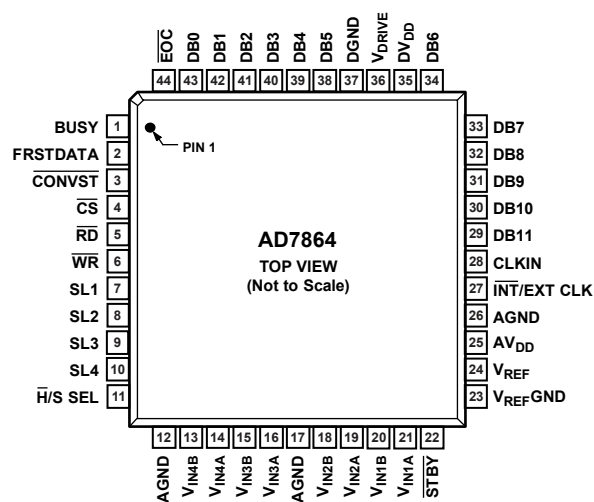 EOC DB0 DB1 DB2 DB3 DB4 DB5 DGND VDRIVE DVDD DB6
44 43 42 41 40 39 38 37 36 35 34
BUSY 1
FRSTDATA 2
CONVST 3
CS 4
RD 5
WR 6
SL1 7
SL2 8
SL3 9
SL4 10
H/S SEL 11
PIN 1
AD7864
TOP VIEW
(Not to Scale)
33 DB7
32 DB8
31 DB9
30 DB10
29 DB11
28 CLKIN
27 INT/EXT CLK
26 AGND
25 AVDD
24 VREF
23 VREFGND
12 13 14 15 16 17 18 19 20 21 22
AGND VIN4B VIN4A VIN3B VIN3A AGND VIN2B VIN2A VIN1B VIN1A STBY